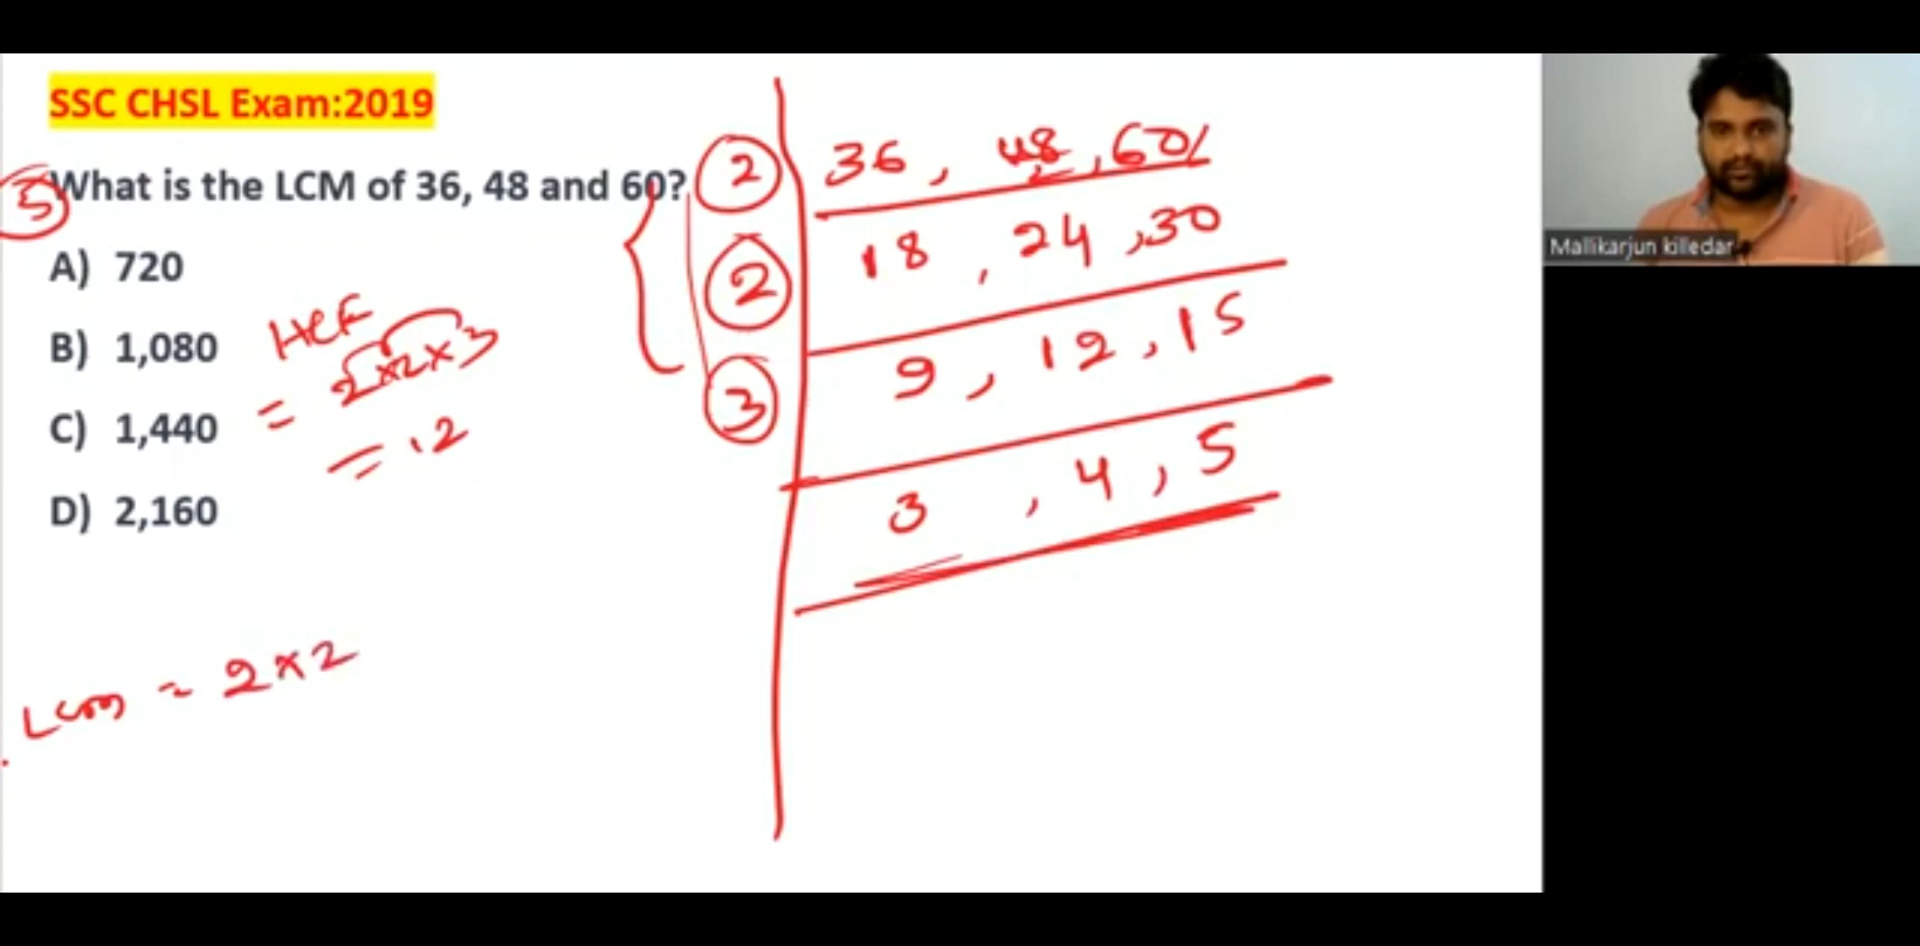 SSC CHSL Exam:2019
5 What is the LCM of 36, 48 and 60?
A) 720
B) 1,080
C) 1,440
D) 2,160
HCF
= 2×2×3
= 12
LCM = 2×2
2 36, 48, 60
2 18, 24, 30
3 9, 12, 15
3, 4, 5
Mallikarjun killedar